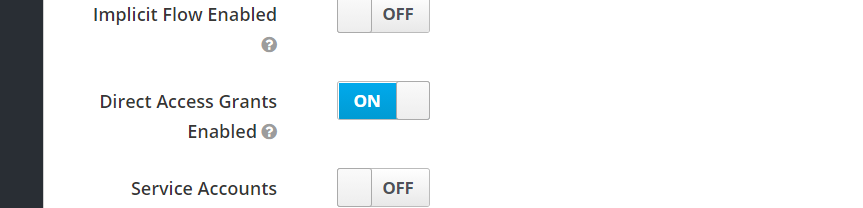 Implicit Flow Enabled
OFF
Direct Access Grants
Enabled
ON
Service Accounts
OFF